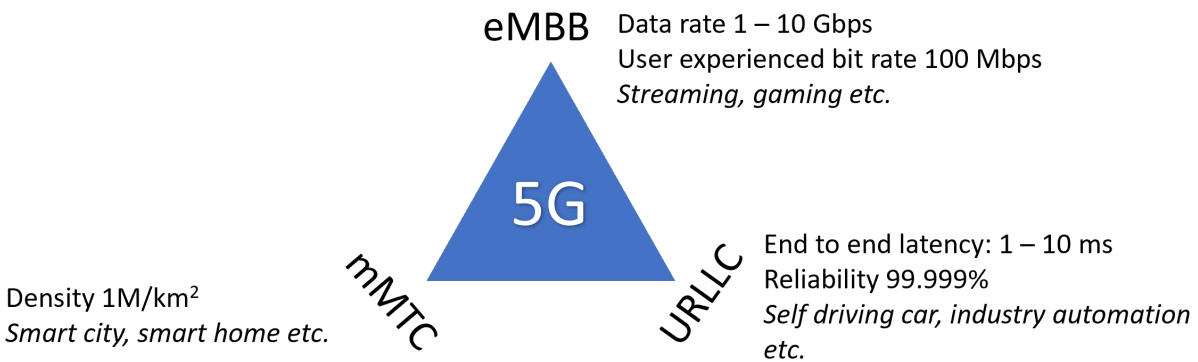 eMBB
Data rate 1 – 10 Gbps
User experienced bit rate 100 Mbps
Streaming, gaming etc.
5G
mMTC
Density 1M/km²
Smart city, smart home etc.
URLLC
End to end latency: 1 – 10 ms
Reliability 99.999%
Self driving car, industry automation
etc.